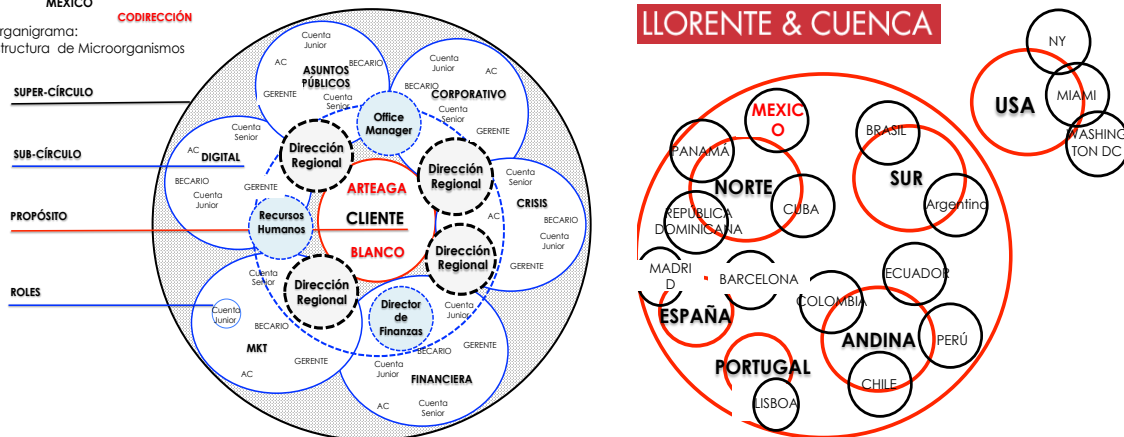 MÉXICO
CODIRECCIÓN
rganigrama:
structura de Microorganismos
SUPER-CÍRCULO
SUB-CÍRCULO
PROPÓSITO
ROLES
Cuenta
Junior
AC
BECARIO
ASUNTOS
PÚBLICOS
GERENTE
Cuenta
Senior
Cuenta
Junior
AC
BECARIO
CORPORATIVO
Cuenta
Senior
GERENTE
Office
Manager
Cuenta
Senior
AC
DIGITAL
BECARIO
Cuenta
Junior
GERENTE
Dirección
Regional
Dirección
Regional
Cuenta
Senior
CRISIS
AC
BECARIO
Cuenta
Junior
GERENTE
ARTEAGA
CLIENTE
BLANCO
Recursos
Humanos
Dirección
Regional
Dirección
Regional
Cuenta
Senior
Cuenta
Junior
BECARIO
MKT
GERENTE
AC
Director
de
Finanzas
Cuenta
Junior
BECARIO
GERENTE
Cuenta
Junior
FINANCIERA
AC
Cuenta
Senior
LLORENTE & CUENCA
NY
USA
MIAMI
WASHING
TON DC
MEXIC
O
PANAMÁ
NORTE
REPÚBLICA
DOMINICANA
CUBA
BRASIL
SUR
Argentina
MADRI
D
BARCELONA
ESPAÑA
PORTUGAL
LISBOA
ECUADOR
COLOMBIA
ANDINA
PERÚ
CHILE